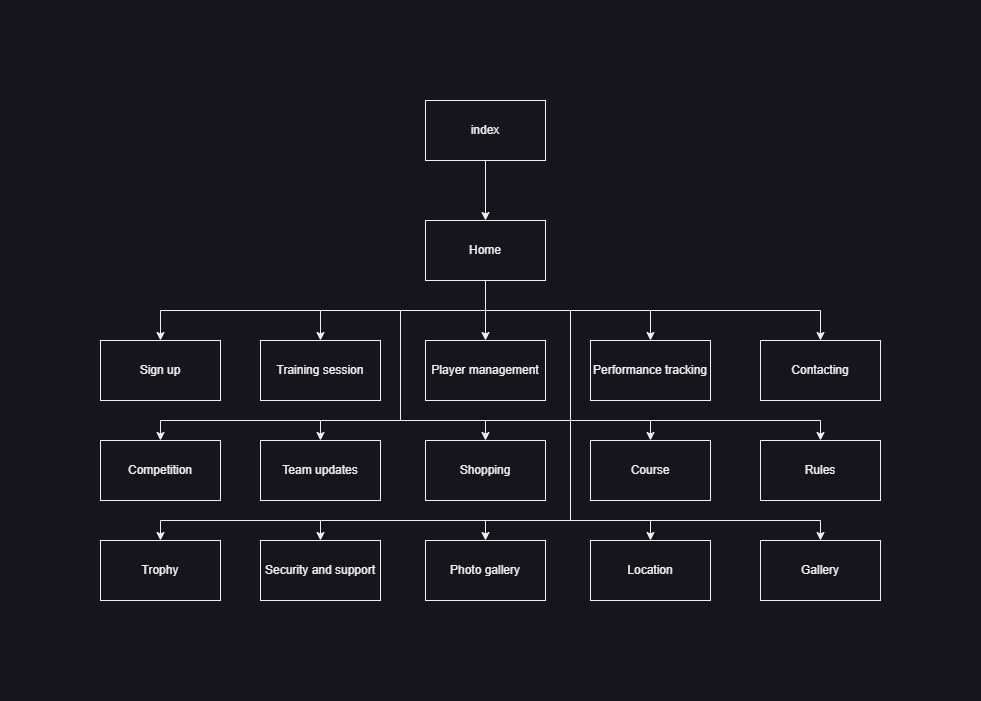 index
Home
Sign up
Training session
Player management
Performance tracking
Contacting
Competition
Team updates
Shopping
Course
Rules
Trophy
Security and support
Photo gallery
Location
Gallery